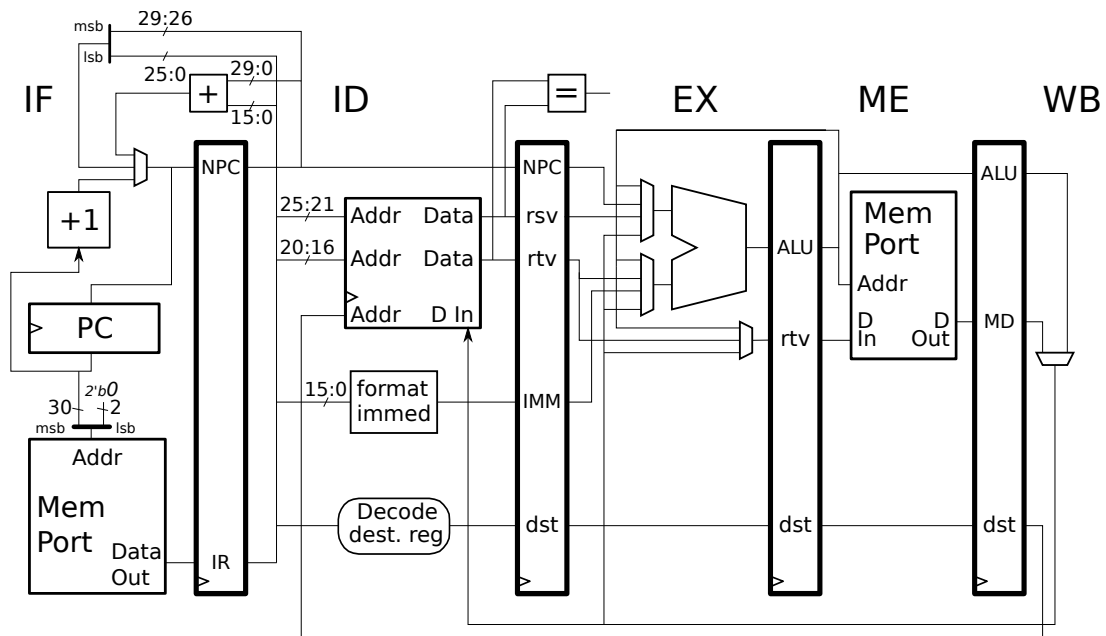 29:26
msb
lsb
25:0
29:0
15:0
+
=
IF
ID
EX
ME
WB
NPC
NPC
ALU
+1
25:21
Addr
Data
rsv
20:16
Addr
Data
rtv
Addr
D In
ALU
Mem
Port
Addr
D
In
D
Out
MD
PC
rtv
2'b0
30
2
msb
lsb
15:0
format
immed
IMM
Addr
Mem
Port
Data
Out
IR
Decode
dest. reg
dst
dst
dst